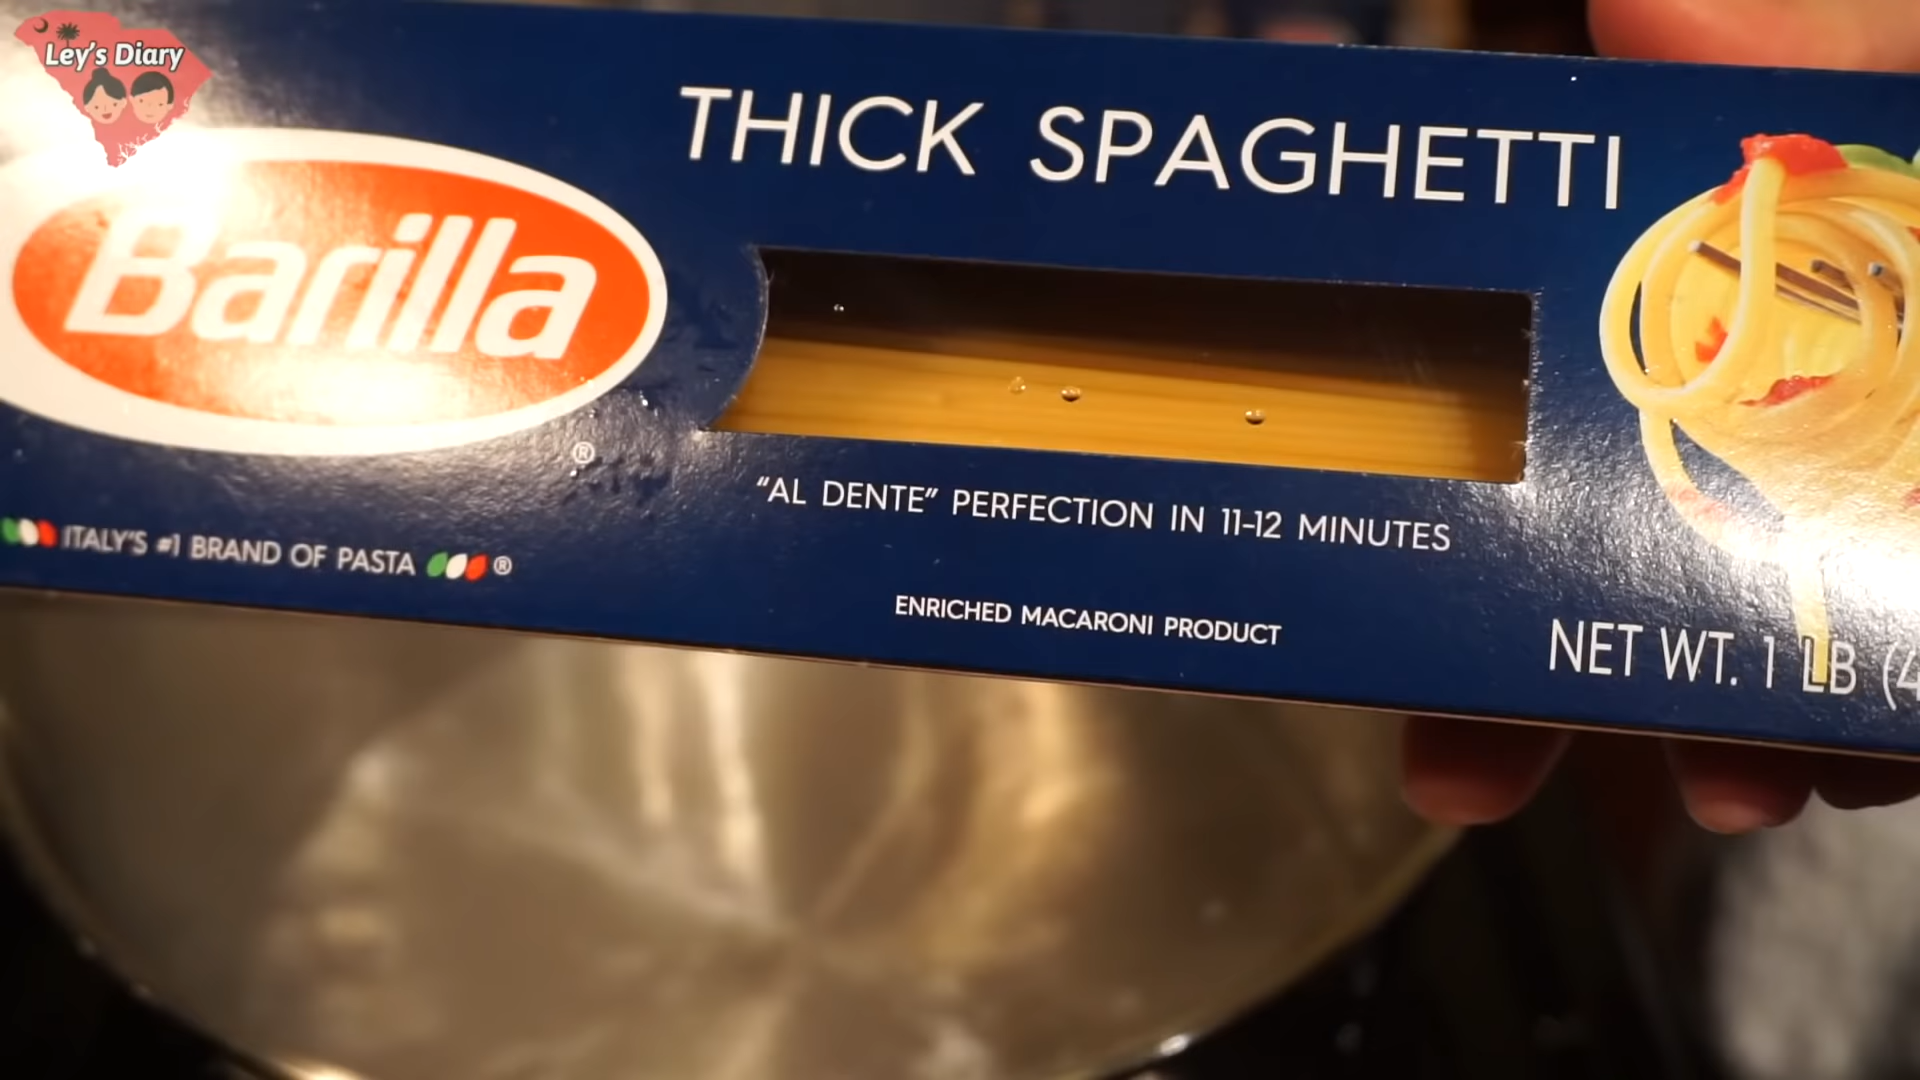 Ley's Diary
THICK SPAGHETTI
Barilla
®
"AL DENTE" PERFECTION IN 11-12 MINUTES
ITALY'S #1 BRAND OF PASTA ®
ENRICHED MACARONI PRODUCT
NET WT. 1 LB (4